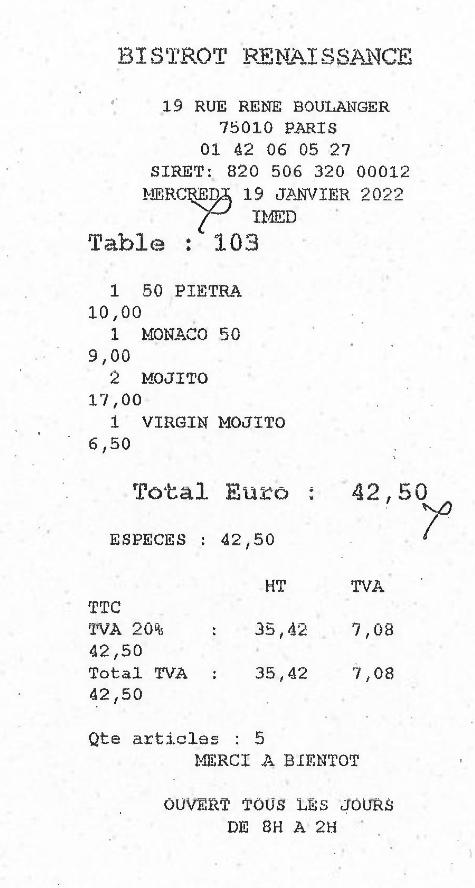 BISTROT RENAISSANCE
19 RUE RENE BOULANGER
75010 PARIS
01 42 06 05 27
SIRET: 820 506 320 00012
MERCREDI 19 JANVIER 2022
IMED
Table : 103
1 50 PIETRA
10,00
1 MONACO 50
9,00
2 MOJITO
17,00
1 VIRGIN MOJITO
6,50
Total Euro : 42,50
ESPECES : 42,50
HT TVA
TTC
TVA 20% : 35,42 7,08
42,50
Total TVA : 35,42 7,08
42,50
Qte articles : 5
MERCI A BIENTOT
OUVERT TOUS LES JOURS
DE 8H A 2H